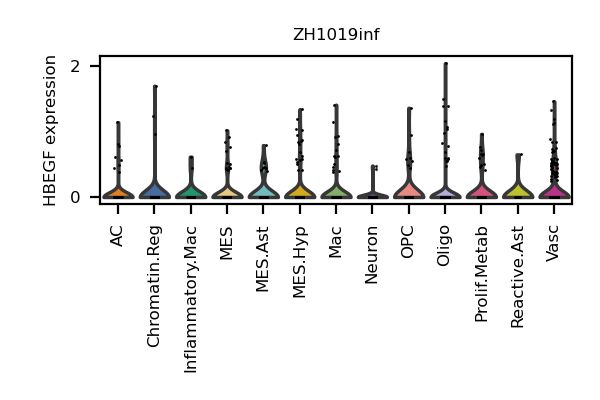 ZH1019inf
HBEGF expression
2
0
AC
Chromatin.Reg
Inflammatory.Mac
MES
MES.Ast
MES.Hyp
Mac
Neuron
OPC
Oligo
Prolif.Metab
Reactive.Ast
Vasc